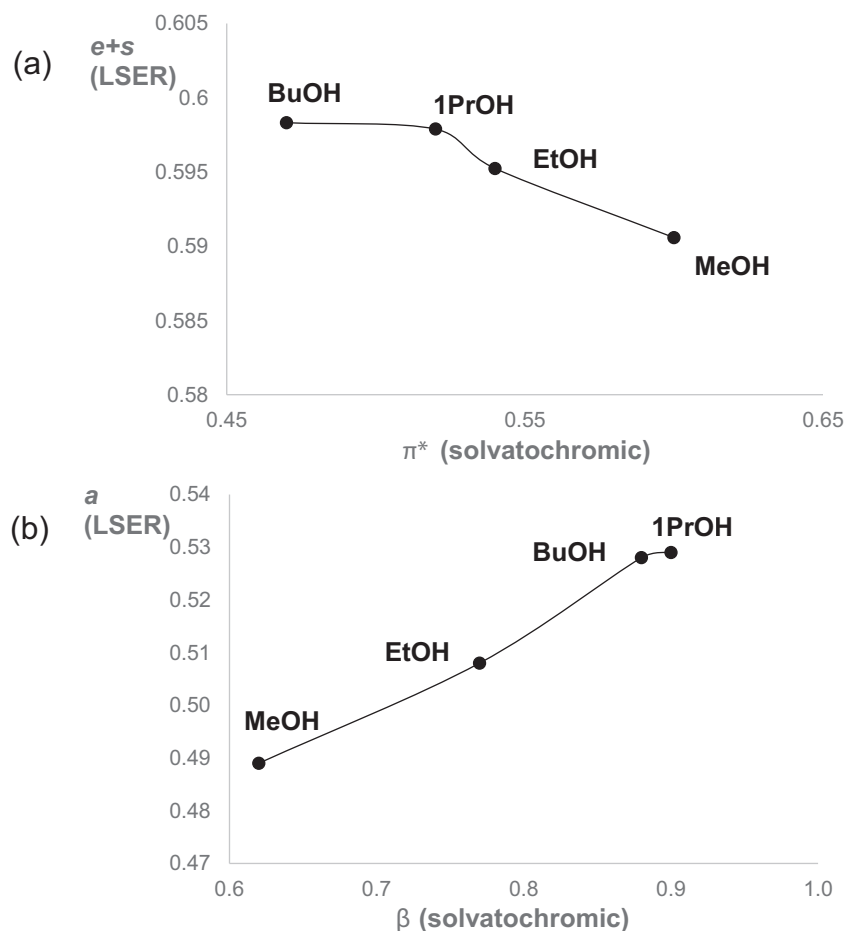 (a)
e+s
(LSER)
0.605
0.6
0.595
0.59
0.585
0.58
BuOH
1PrOH
EtOH
MeOH
0.45
0.55
0.65
π* (solvatochromic)
(b)
a
(LSER)
0.54
0.53
0.52
0.51
0.50
0.49
0.48
0.47
1PrOH
BuOH
EtOH
MeOH
0.6
0.7
0.8
0.9
1.0
β (solvatochromic)